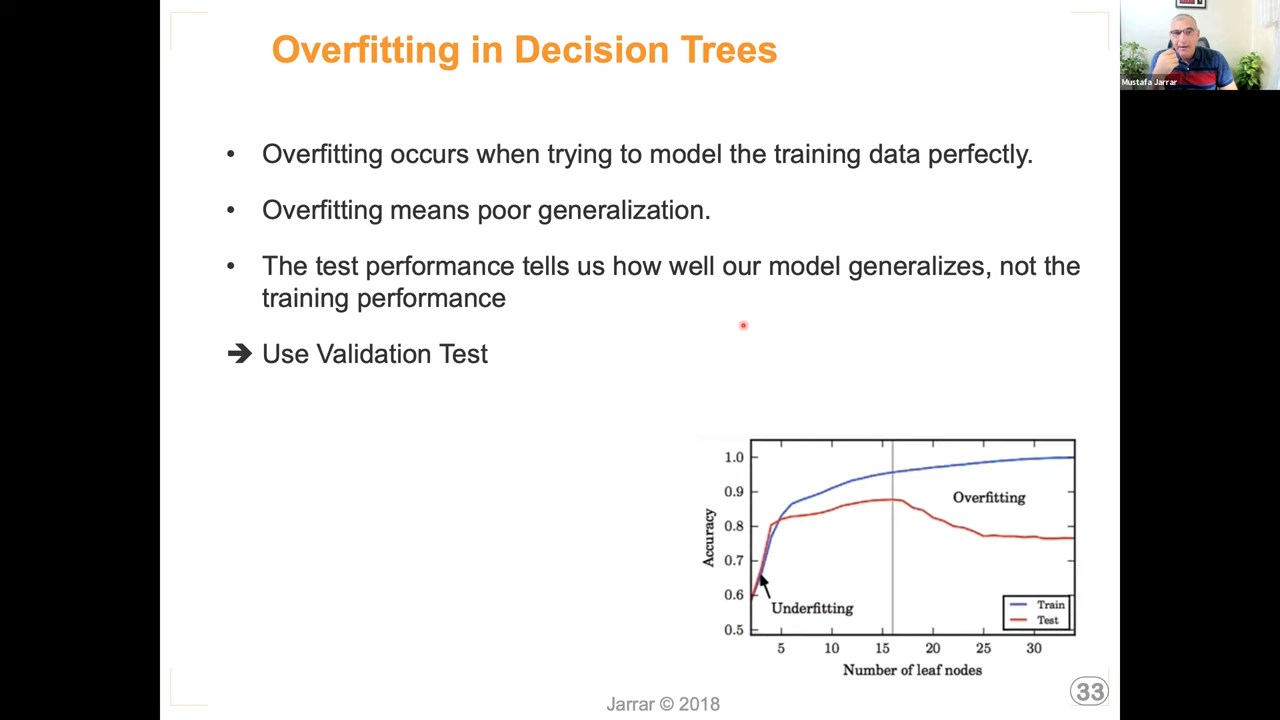 Overfitting in Decision Trees
Mustafa Jarrar
• Overfitting occurs when trying to model the training data perfectly.
• Overfitting means poor generalization.
• The test performance tells us how well our model generalizes, not the
training performance
➔ Use Validation Test
1.0
0.9
0.8
0.7
0.6
0.5
Accuracy
Overfitting
Underfitting
Train
Test
5 10 15 20 25 30
Number of leaf nodes
Jarrar © 2018
33